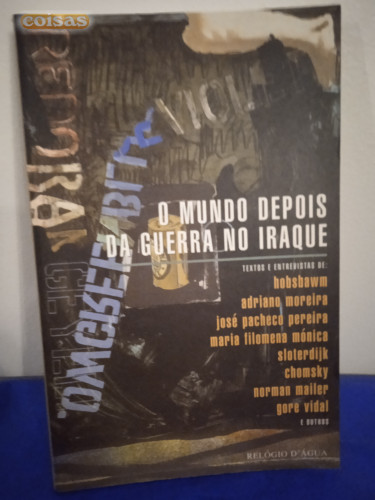 coisas
O MUNDO DEPOIS
DA GUERRA NO IRAQUE
TEXTOS E ENTREVISTAS DE:
hobsbawm
adriano moreira
josé pacheco pereira
maria filomena mónica
sloterdijk
chomsky
norman mailer
gore vidal
E OUTROS
RELÓGIO D'ÁGUA